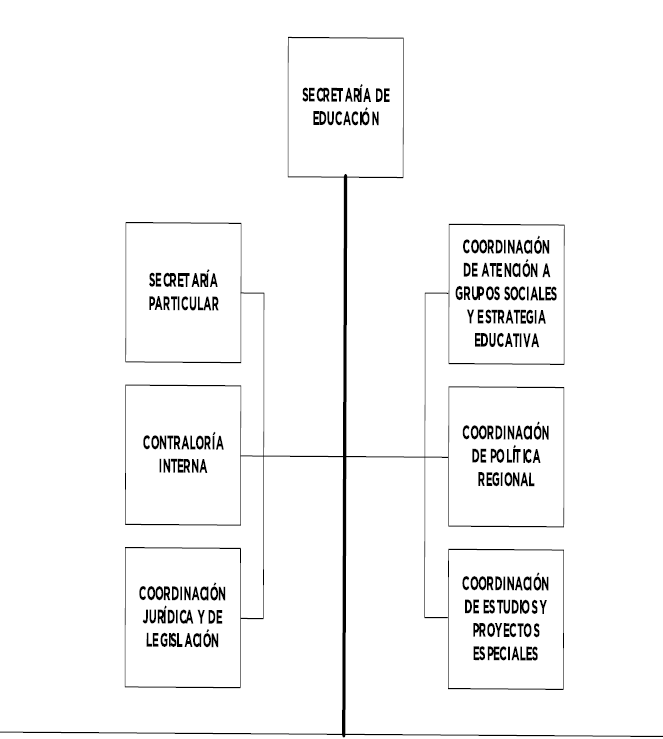 SECRETARÍA DE
EDUCACIÓN
SECRETARÍA
PARTICULAR
COORDINACIÓN
DE ATENCIÓN A
GRUPOS SOCIALES
Y ESTRATEGIA
EDUCATIVA
CONTRALORÍA
INTERNA
COORDINACIÓN
DE POLÍTICA
REGIONAL
COORDINACIÓN
JURÍDICA Y DE
LEGISLACIÓN
COORDINACIÓN
DE ESTUDIOS Y
PROYECTOS
ESPECIALES